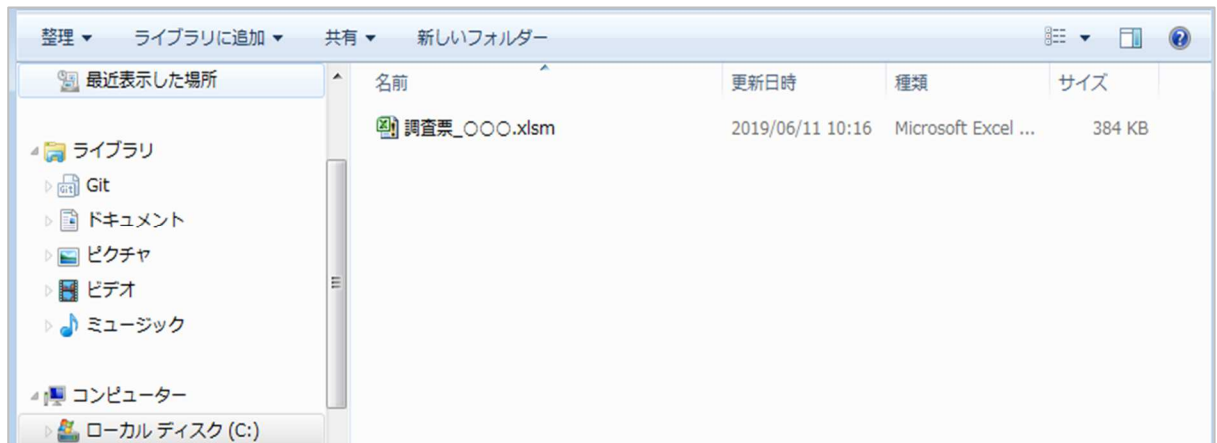 整理 ライブラリに追加 共有 新しいフォルダー
最近表示した場所
名前 更新日時 種類 サイズ
調査票_○○○.xlsm 2019/06/11 10:16 Microsoft Excel ... 384 KB
ライブラリ
Git
ドキュメント
ピクチャ
ビデオ
ミュージック
コンピューター
ローカル ディスク (C:)